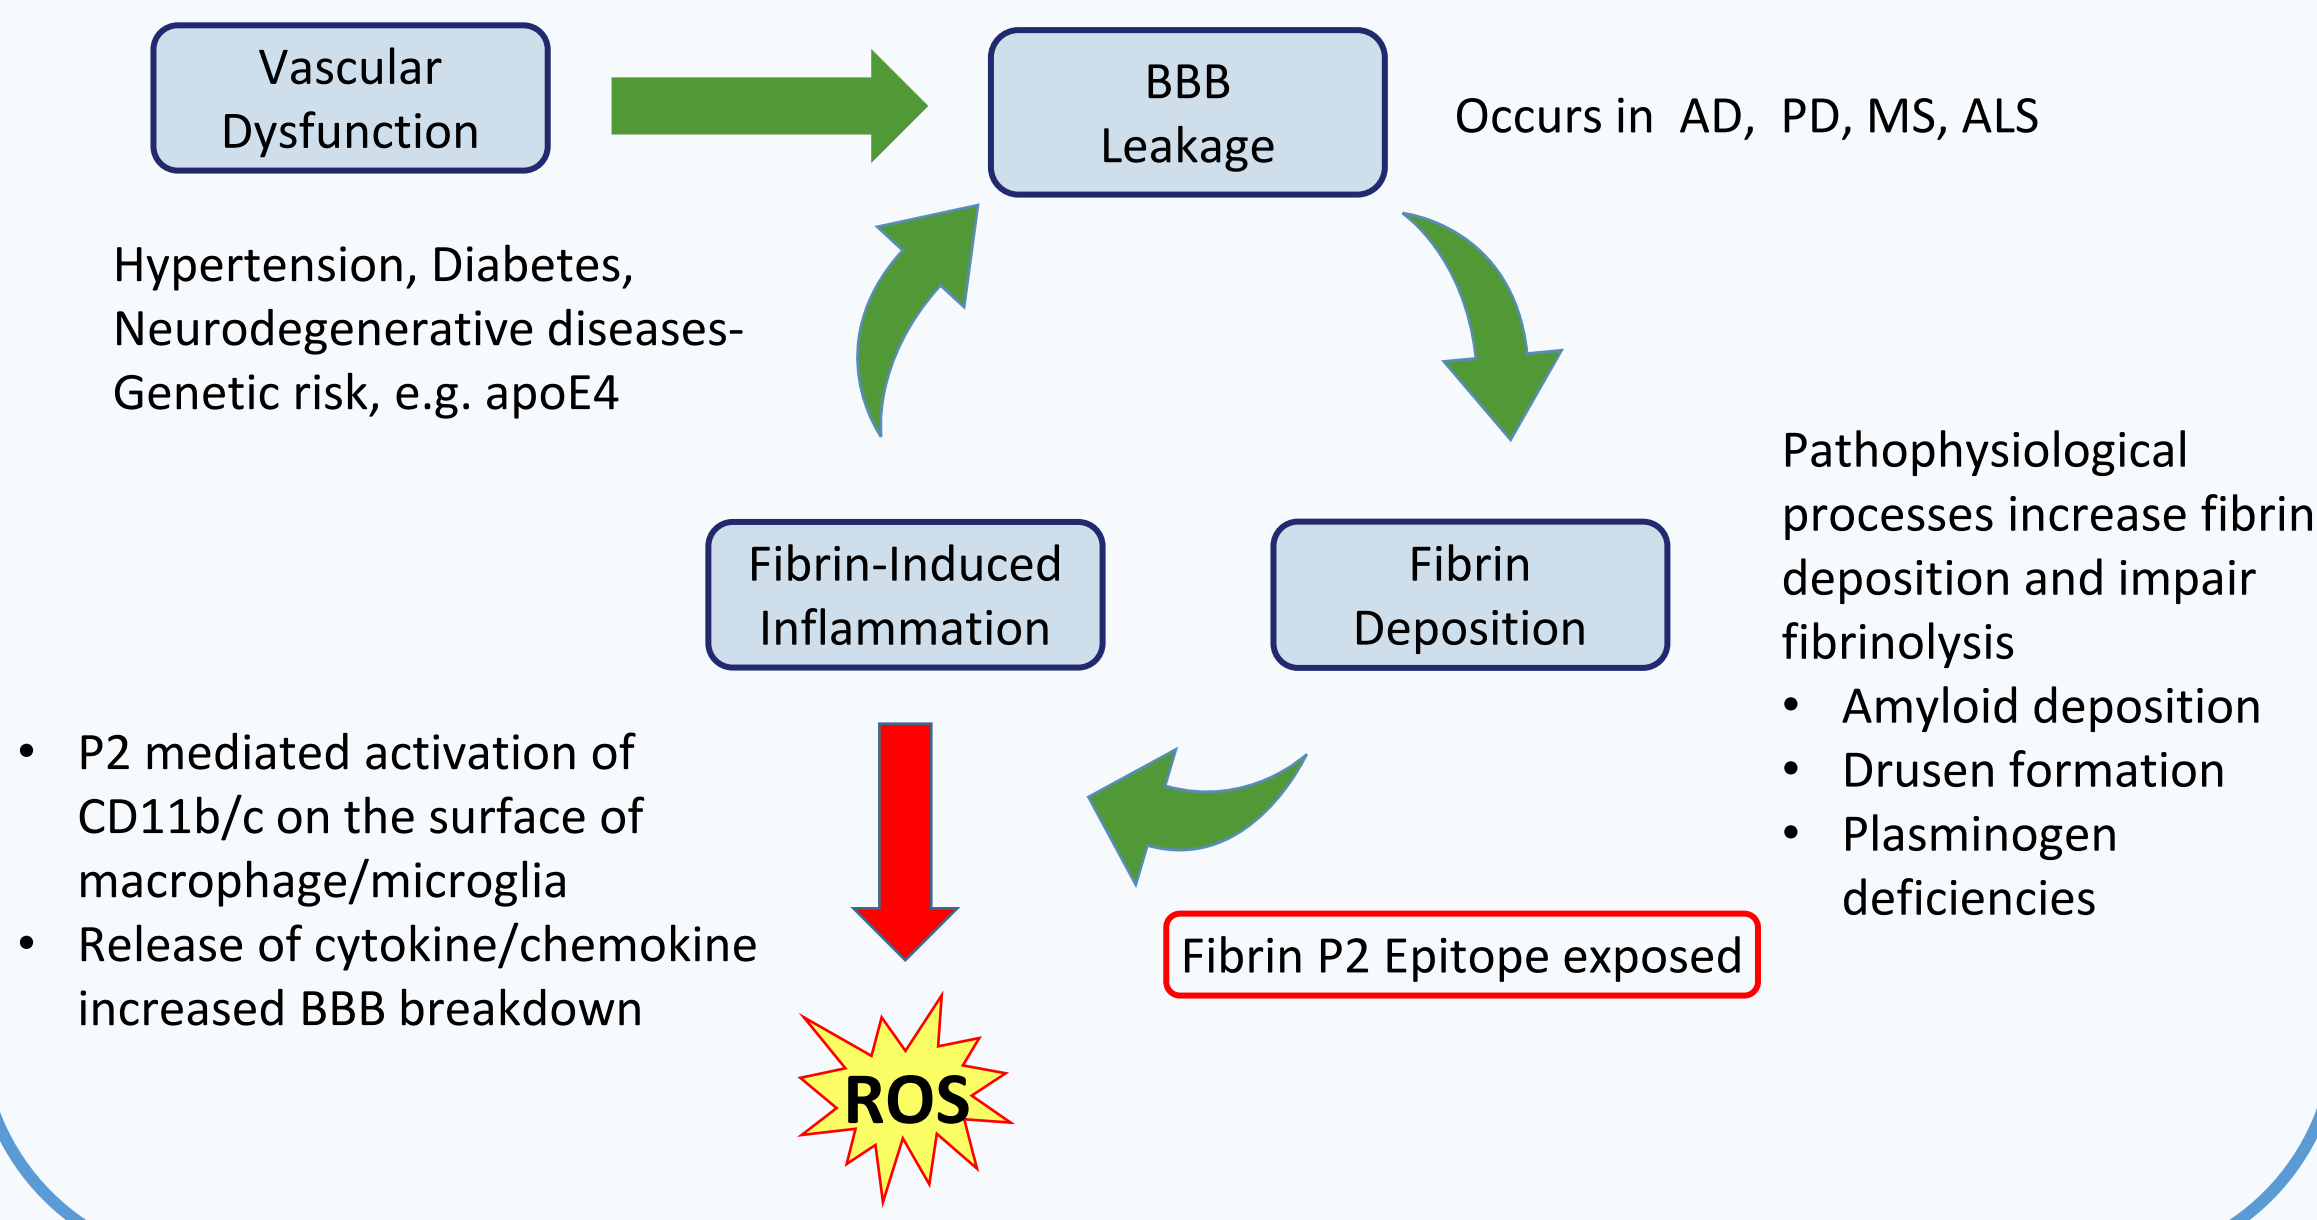 Vascular
Dysfunction
BBB
Leakage
Occurs in  AD,  PD, MS, ALS
Hypertension, Diabetes,
Neurodegenerative diseases-
Genetic risk, e.g. apoE4
Fibrin-Induced
Inflammation
Fibrin
Deposition
Pathophysiological
processes increase fibrin
deposition and impair
fibrinolysis
• Amyloid deposition
• Drusen formation
• Plasminogen
deficiencies
• P2 mediated activation of
CD11b/c on the surface of
macrophage/microglia
• Release of cytokine/chemokine
increased BBB breakdown
Fibrin P2 Epitope exposed
ROS